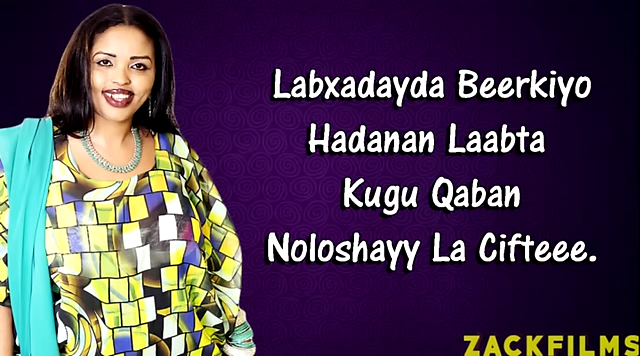 Labxadayda Beerkiyo
Hadanan Laabta
Kugu Qaban
Noloshayy La Cifteee.
ZACKFILMS